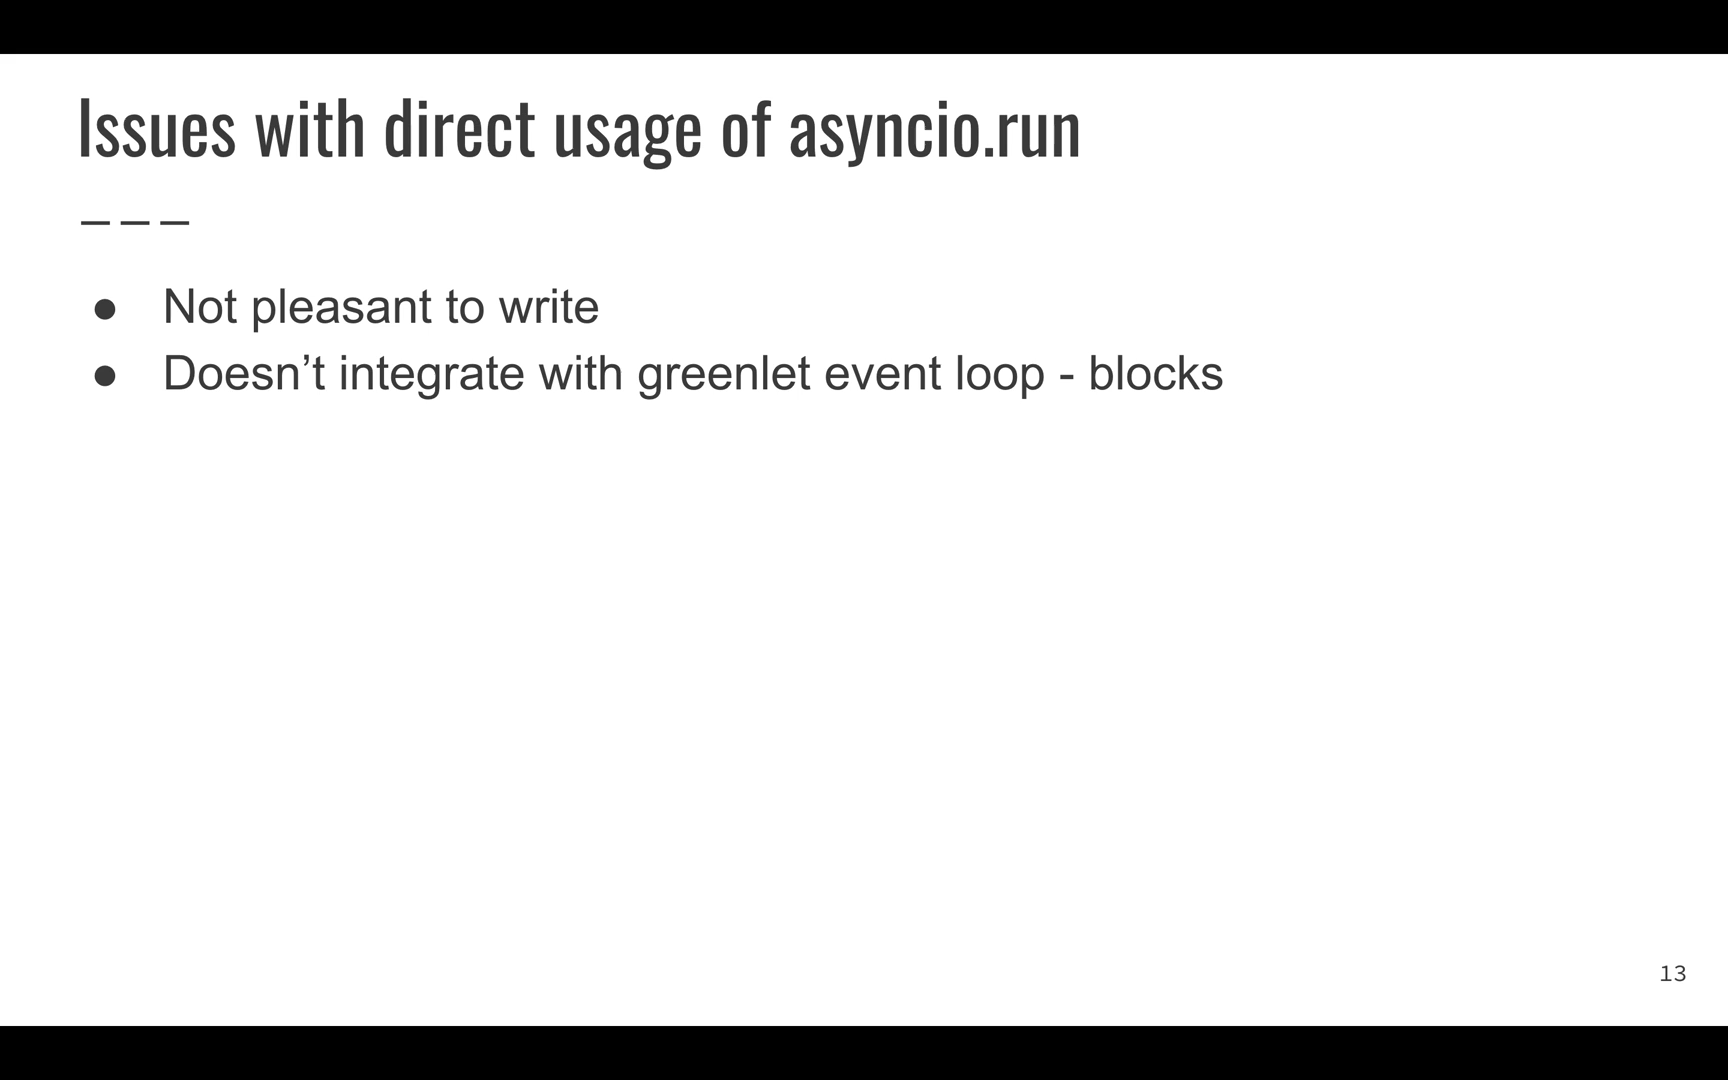 Issues with direct usage of asyncio.run
● Not pleasant to write
● Doesn’t integrate with greenlet event loop - blocks
13